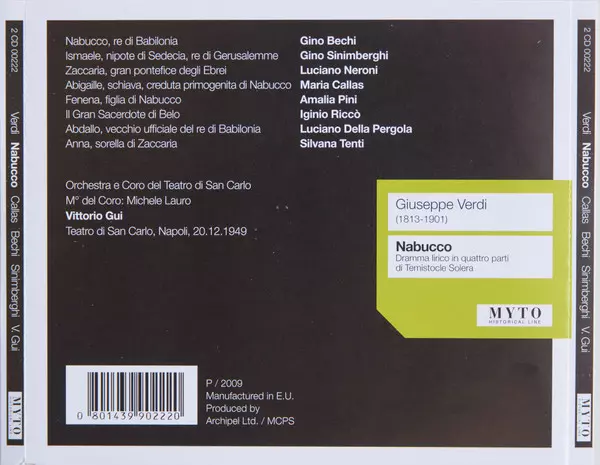 2 CD 00222
Verdi Nabucco Callas Bechi Sinimberghi V. Gui
MYTO
HISTORICAL LINE
Nabucco, re di Babilonia Gino Bechi
Ismaele, nipote di Sedecia, re di Gerusalemme Gino Sinimberghi
Zaccaria, gran pontefice degli Ebrei Luciano Neroni
Abigaille, schiava, creduta primogenita di Nabucco Maria Callas
Fenena, figlia di Nabucco Amalia Pini
Il Gran Sacerdote di Belo Iginio Riccò
Abdallo, vecchio ufficiale del re di Babilonia Luciano Della Pergola
Anna, sorella di Zaccaria Silvana Tenti
Orchestra e Coro del Teatro di San Carlo
M° del Coro: Michele Lauro
Vittorio Gui
Teatro di San Carlo, Napoli, 20.12.1949
Giuseppe Verdi
(1813-1901)
Nabucco
Dramma lirico in quattro parti
di Temistocle Solera
MYTO
HISTORICAL LINE
0 801439 902220
P / 2009
Manufactured in E.U.
Produced by
Archipel Ltd. / MCPS
2 CD 00222
Verdi Nabucco Callas Bechi Sinimberghi V. Gui
MYTO
HISTORICAL LINE